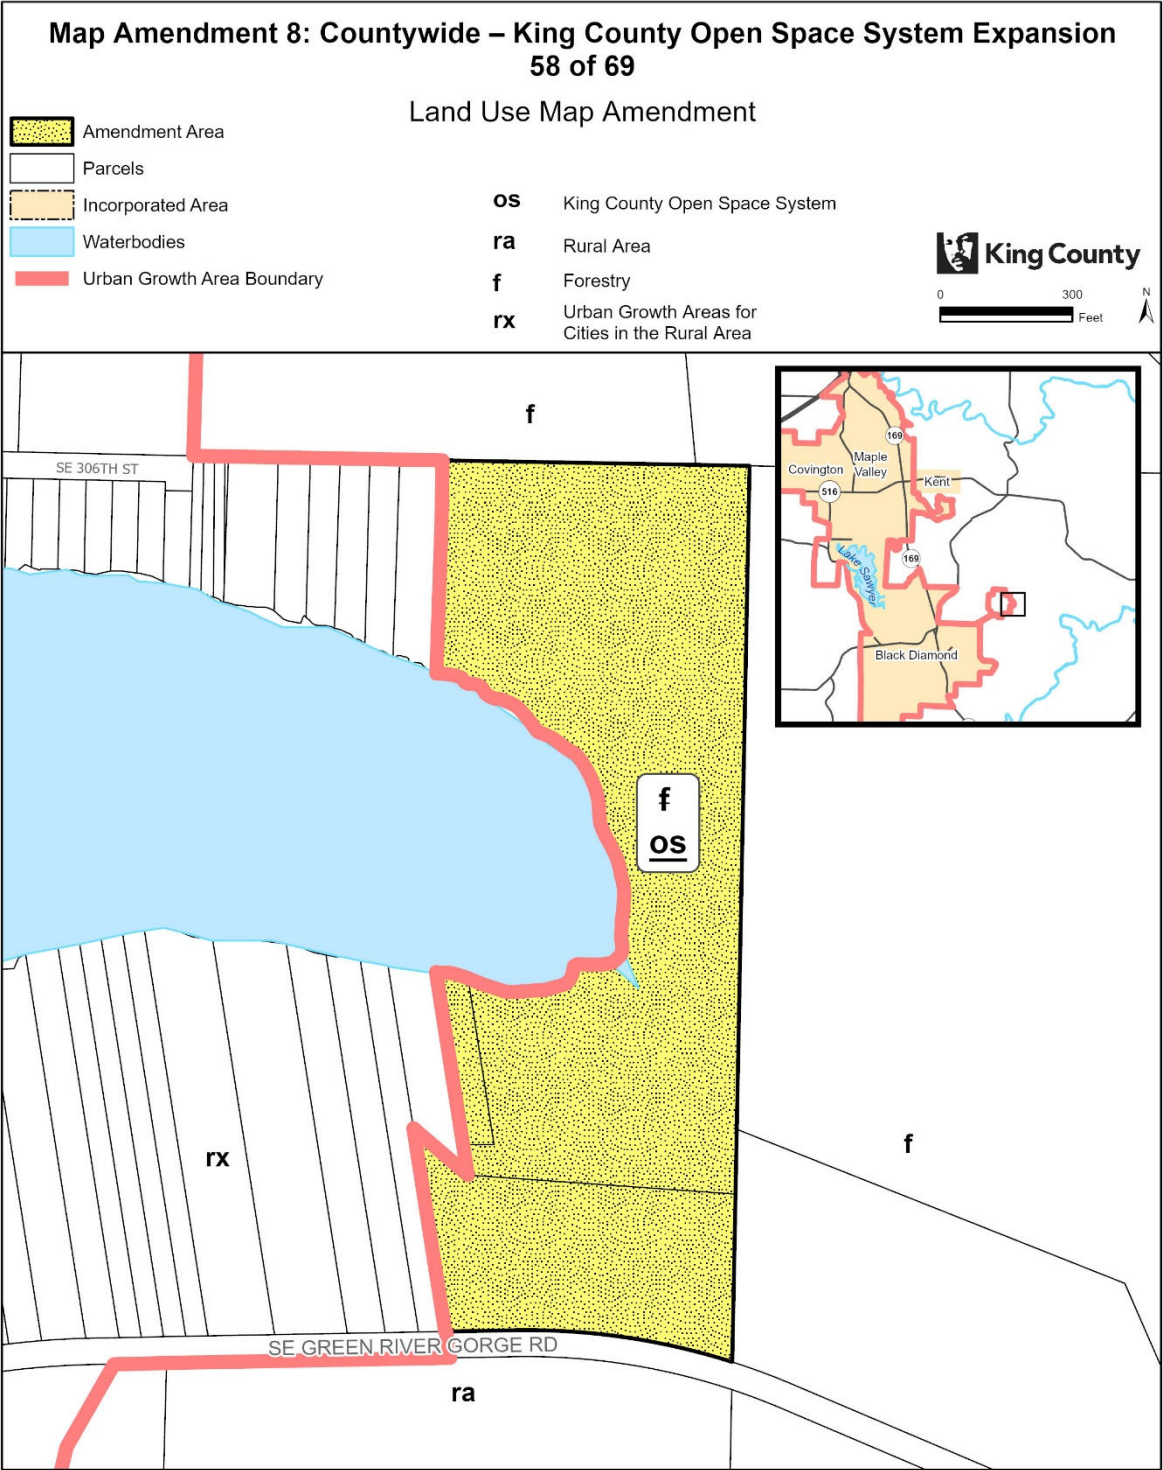 Map Amendment 8: Countywide – King County Open Space System Expansion
58 of 69
Land Use Map Amendment
Amendment Area
Parcels
Incorporated Area
Waterbodies
Urban Growth Area Boundary
os King County Open Space System
ra Rural Area
f Forestry
rx Urban Growth Areas for
Cities in the Rural Area
King County
0 300
Feet
N
f
SE 306TH ST
169
Maple
Valley
Covington
Kent
516
169
Lake Sawyer
Black Diamond
f
os
f
rx
SE GREEN RIVER GORGE RD
ra